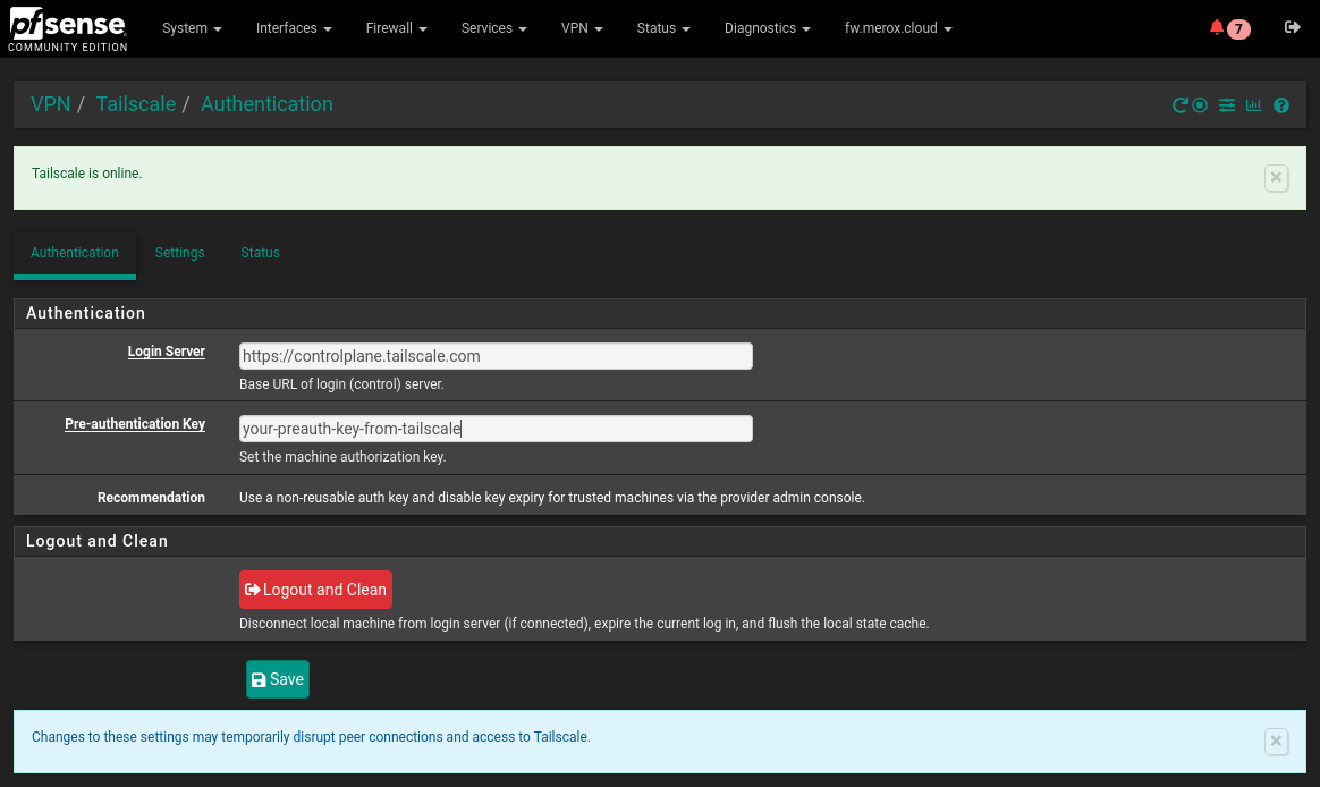 pfsense
COMMUNITY EDITION
System Interfaces Firewall Services VPN Status Diagnostics fw.merox.cloud 7
VPN / Tailscale / Authentication
Tailscale is online.
Authentication Settings Status
Authentication
Login Server https://controlplane.tailscale.com
Base URL of login (control) server.
Pre-authentication Key your-preauth-key-from-tailscale
Set the machine authorization key.
Recommendation Use a non-reusable auth key and disable key expiry for trusted machines via the provider admin console.
Logout and Clean
Logout and Clean
Disconnect local machine from login server (if connected), expire the current log in, and flush the local state cache.
Save
Changes to these settings may temporarily disrupt peer connections and access to Tailscale.